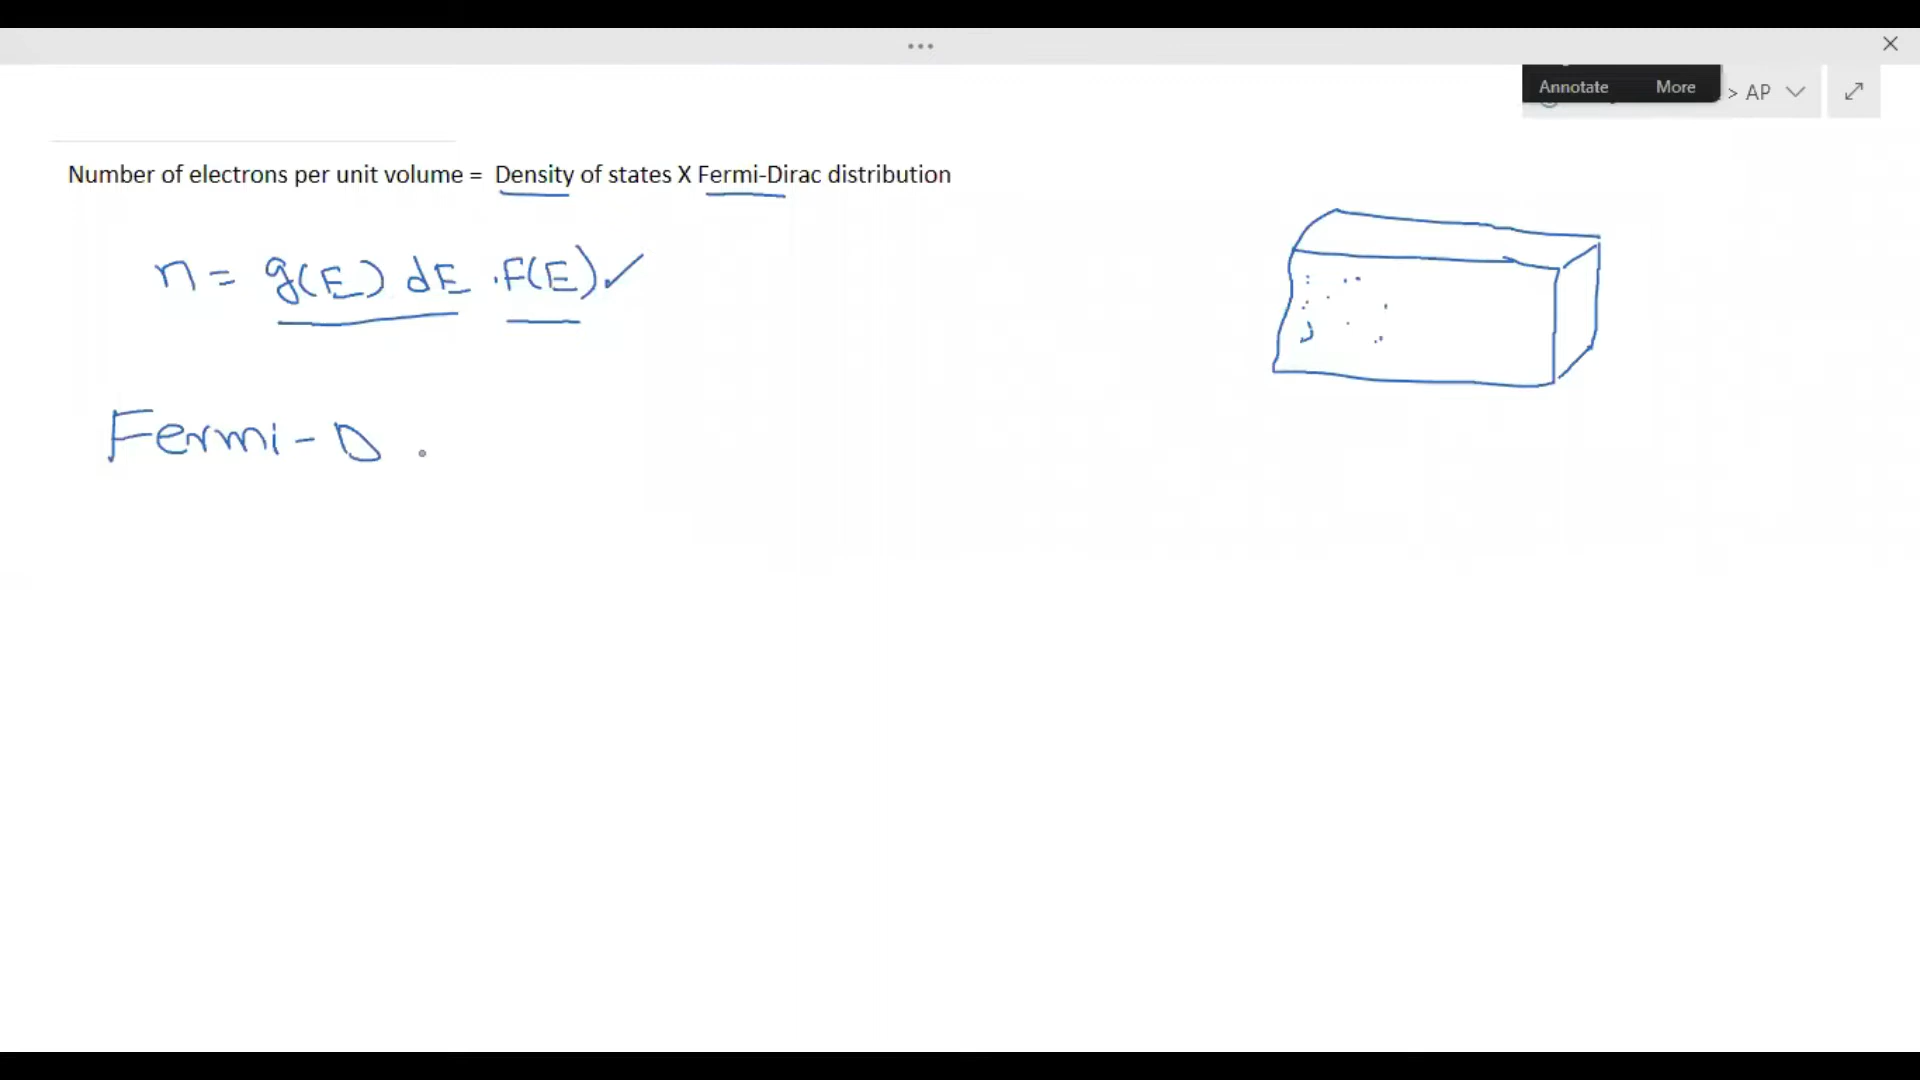 Annotate More
> AP
Number of electrons per unit volume = Density of states X Fermi-Dirac distribution
n = g(E) dE . F(E) ✓
Fermi - D